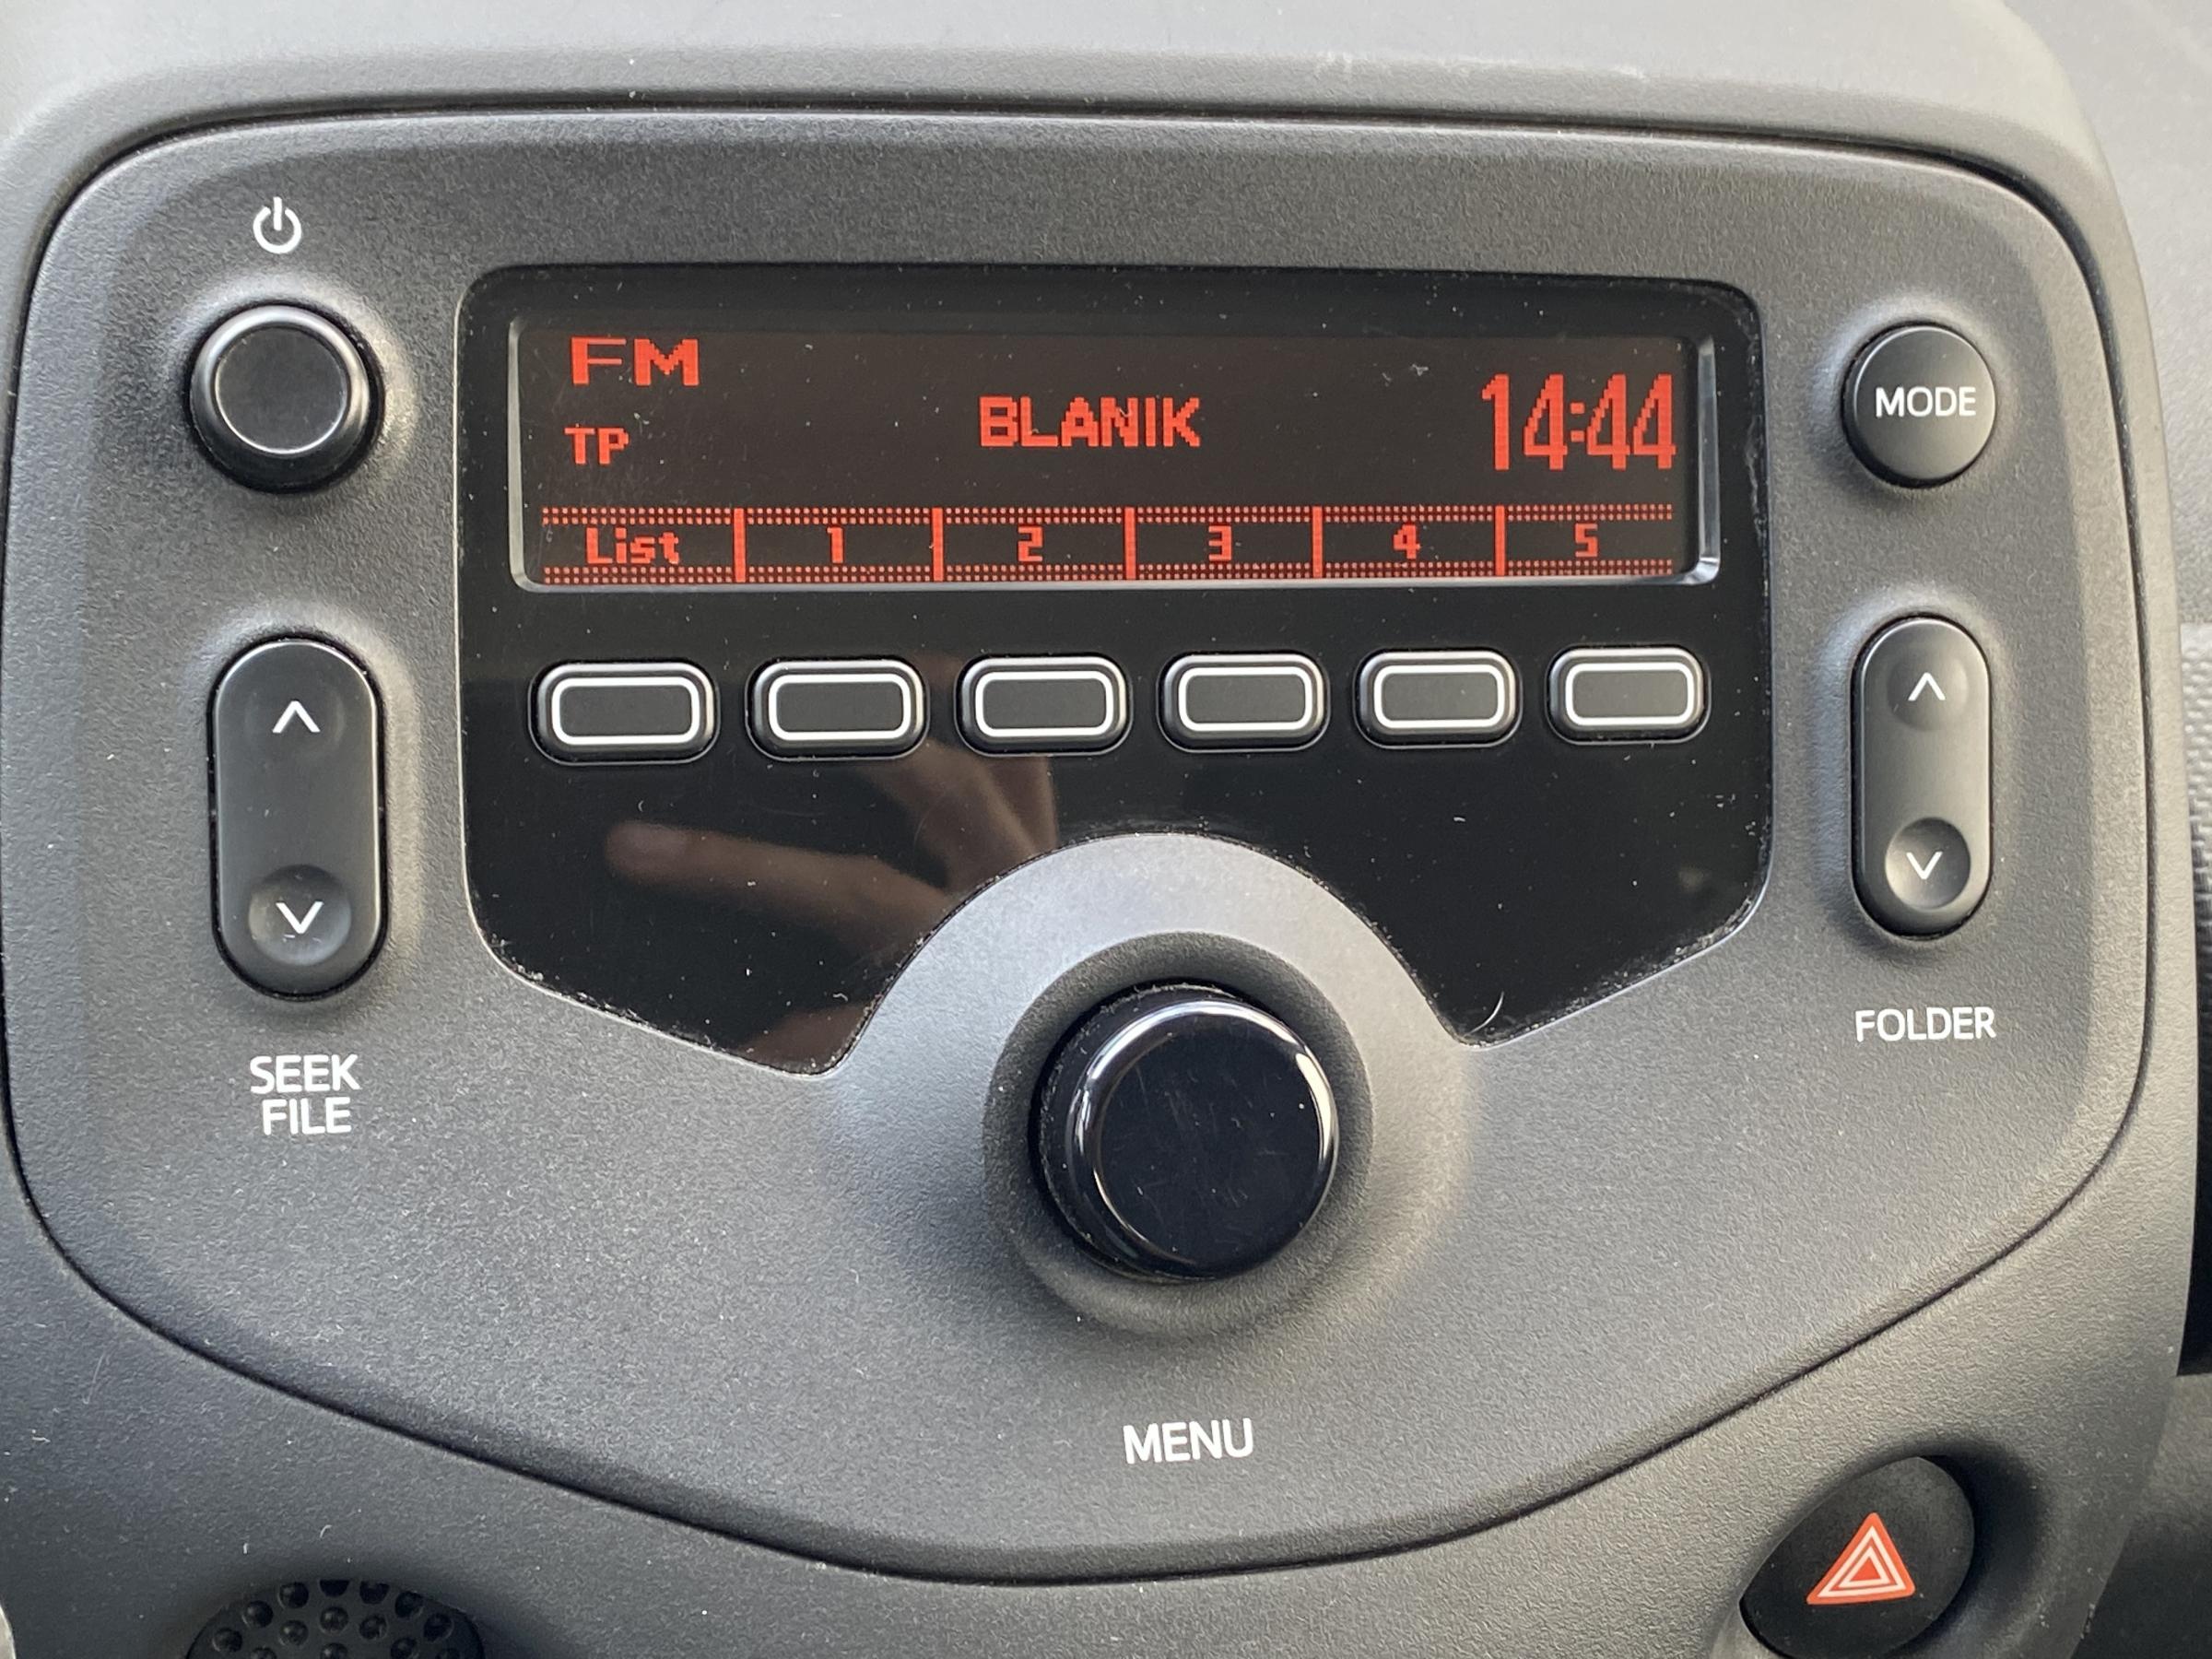 FM
TP
BLANIK
14:44
List 1 2 3 4 5
MODE
SEEK
FILE
FOLDER
MENU